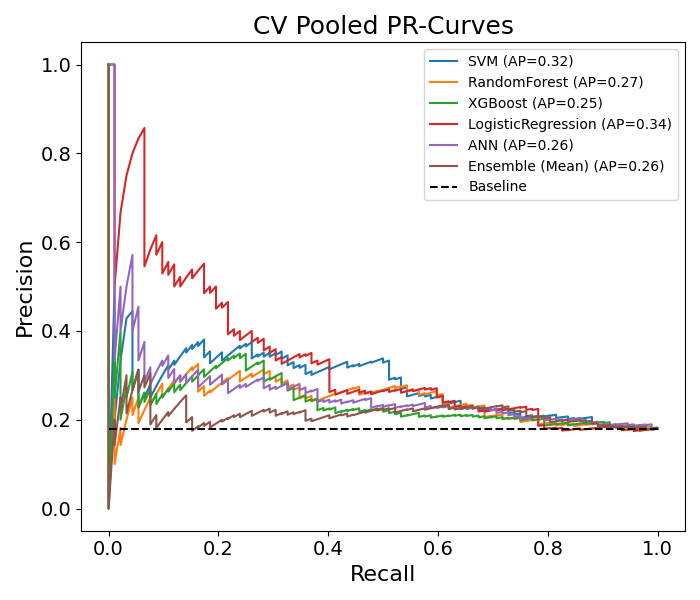 CV Pooled PR-Curves
SVM (AP=0.32)
RandomForest (AP=0.27)
XGBoost (AP=0.25)
LogisticRegression (AP=0.34)
ANN (AP=0.26)
Ensemble (Mean) (AP=0.26)
Baseline
Precision
1.0
0.8
0.6
0.4
0.2
0.0
0.0 0.2 0.4 0.6 0.8 1.0
Recall